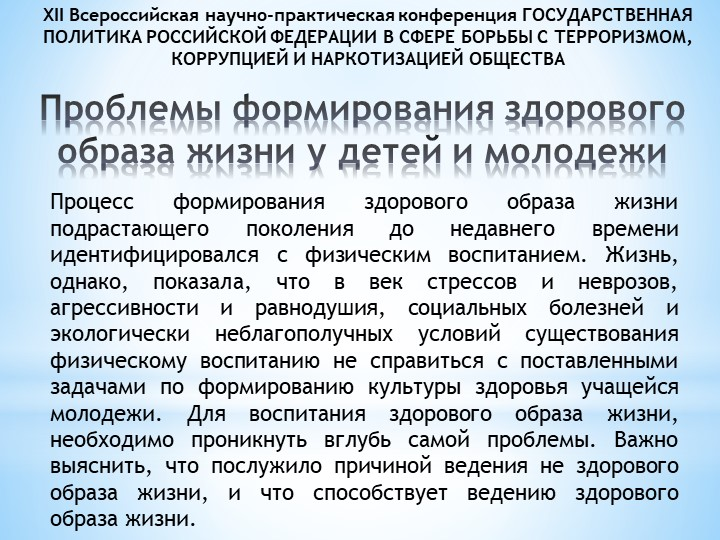 XII Всероссийская научно-практическая конференция ГОСУДАРСТВЕННАЯ
ПОЛИТИКА РОССИЙСКОЙ ФЕДЕРАЦИИ В СФЕРЕ БОРЬБЫ С ТЕРРОРИЗМОМ,
КОРРУПЦИЕЙ И НАРКОТИЗАЦИЕЙ ОБЩЕСТВА
Проблемы формирования здорового
образа жизни у детей и молодежи
Процесс формирования здорового образа жизни
подрастающего поколения до недавнего времени
идентифицировался с физическим воспитанием. Жизнь,
однако, показала, что в век стрессов и неврозов,
агрессивности и равнодушия, социальных болезней и
экологически неблагополучных условий существования
физическому воспитанию не справиться с поставленными
задачами по формированию культуры здоровья учащейся
молодежи. Для воспитания здорового образа жизни,
необходимо проникнуть вглубь самой проблемы. Важно
выяснить, что послужило причиной ведения не здорового
образа жизни, и что способствует ведению здорового
образа жизни.